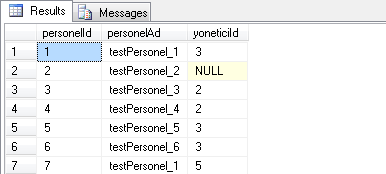 Results Messages
personelId personelAd yoneticiId
1 1 testPersonel_1 3
2 2 testPersonel_2 NULL
3 3 testPersonel_3 2
4 4 testPersonel_4 2
5 5 testPersonel_5 3
6 6 testPersonel_6 3
7 7 testPersonel_1 5